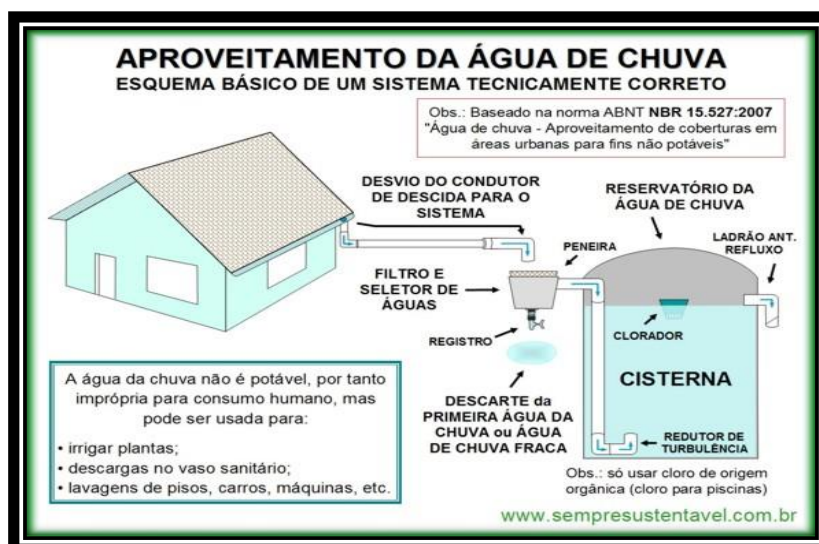 APROVEITAMENTO DA ÁGUA DE CHUVA
ESQUEMA BÁSICO DE UM SISTEMA TECNICAMENTE CORRETO
Obs.: Baseado na norma ABNT NBR 15.527:2007
"Água de chuva - Aproveitamento de coberturas em
áreas urbanas para fins não potáveis"
DESVIO DO CONDUTOR
DE DESCIDA PARA O
SISTEMA
RESERVATÓRIO DA
ÁGUA DE CHUVA
LADRÃO ANT.
REFLUXO
PENEIRA
FILTRO E
SELETOR DE
ÁGUAS
REGISTRO
CLORADOR
CISTERNA
DESCARTE da
PRIMEIRA ÁGUA DA
CHUVA ou ÁGUA
DE CHUVA FRACA
REDUTOR DE
TURBULÊNCIA
A água da chuva não é potável, por tanto
imprópria para consumo humano, mas
pode ser usada para:
• irrigar plantas;
• descargas no vaso sanitário;
• lavagens de pisos, carros, máquinas, etc.
Obs.: só usar cloro de origem
orgânica (cloro para piscinas)
www.sempresustentavel.com.br